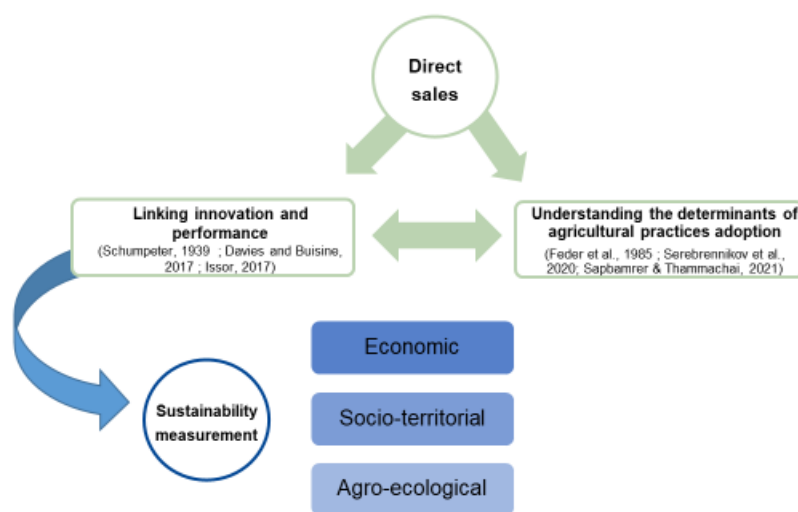 Direct
sales
Linking innovation and
performance
(Schumpeter, 1939 ; Davies and Buisine,
2017 ; Issor, 2017)
Understanding the determinants of
agricultural practices adoption
(Feder et al., 1985 ; Serebrennikov et al.,
2020; Sapbamrer & Thammachai, 2021)
Economic
Socio-territorial
Agro-ecological
Sustainability
measurement